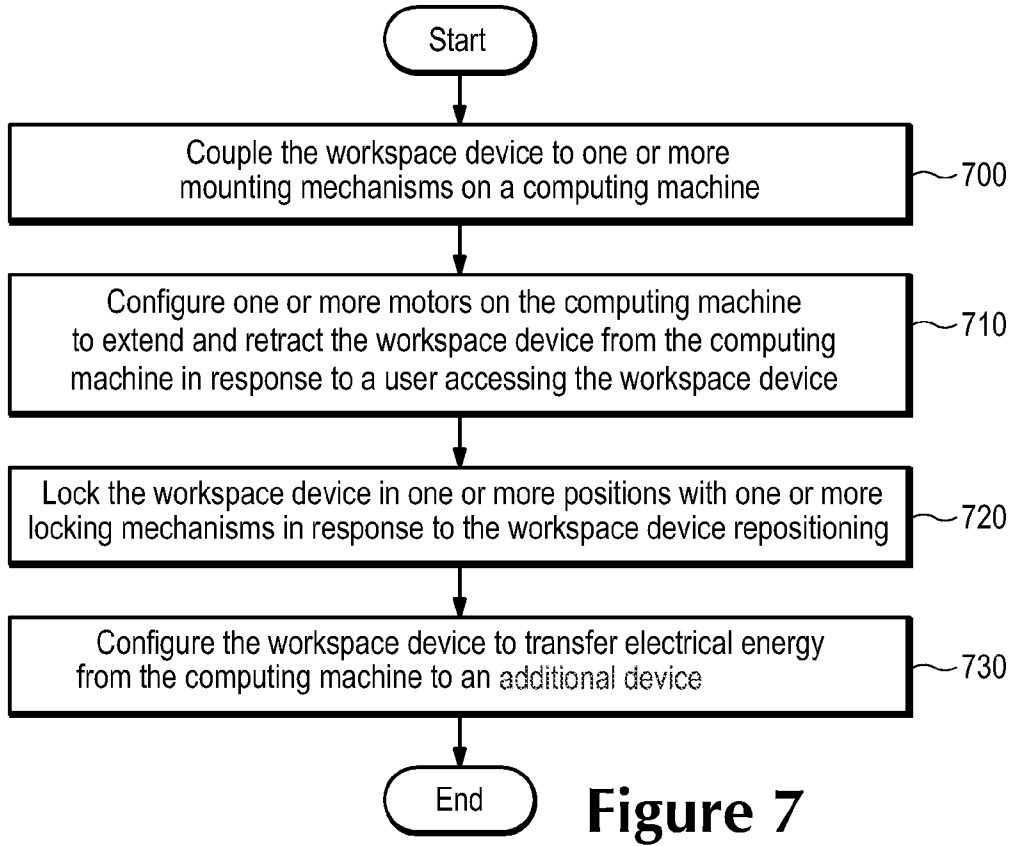 Start
Couple the workspace device to one or more
mounting mechanisms on a computing machine
700
Configure one or more motors on the computing machine
to extend and retract the workspace device from the computing
machine in response to a user accessing the workspace device
710
Lock the workspace device in one or more positions with one or more
locking mechanisms in response to the workspace device repositioning
720
Configure the workspace device to transfer electrical energy
from the computing machine to an additional device
730
End
Figure 7